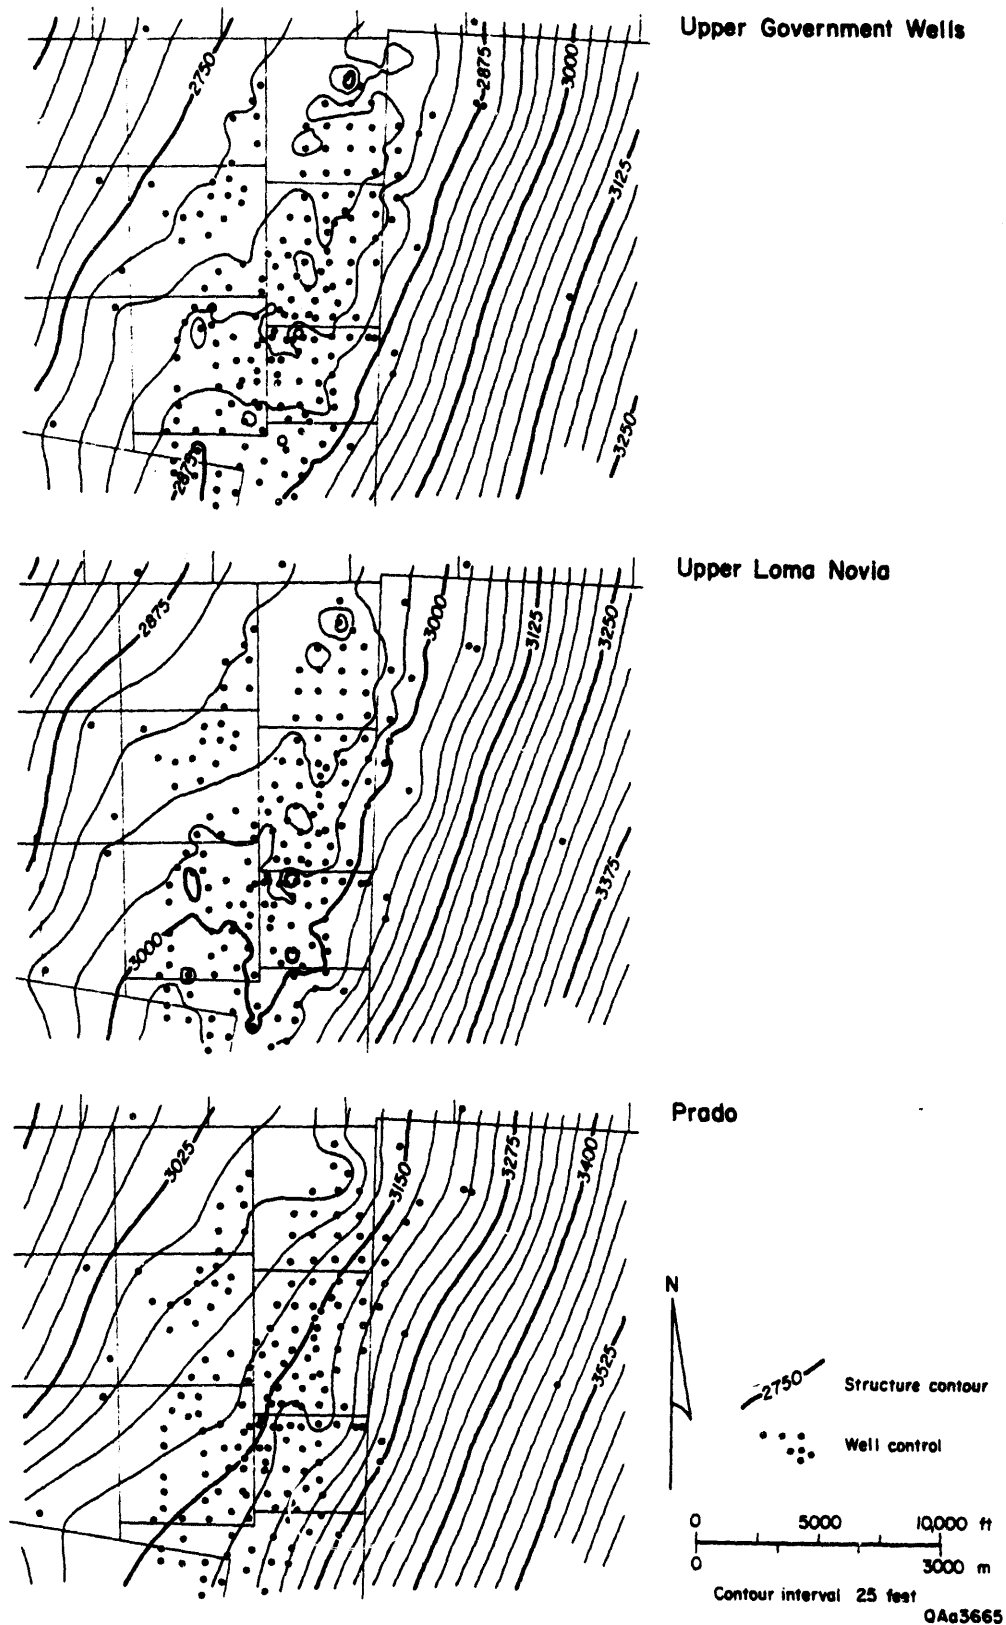 Upper Government Wells
2750
2875
3000
3125
3250
2875
Upper Loma Novia
2875
3000
3125
3250
3375
3000
Prado
3025
3150
3275
3400
3525
N
2750
Structure contour
Well control
0 5000 10,000 ft
0 3000 m
Contour interval 25 feet
QAa3665